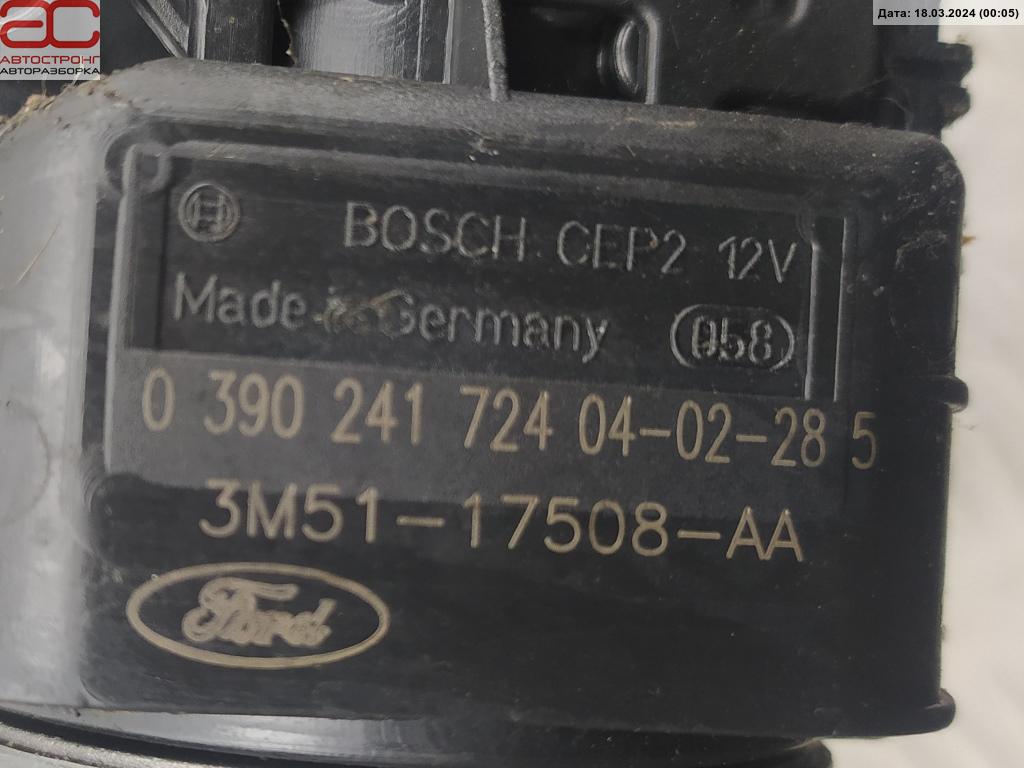 Дата: 18.03.2024 (00:05)
АС
АВТОСТРОНГ
АВТОРАЗБОРКА
BOSCH CEP2 12V
Made in Germany 958
0 390 241 724 04-02-28 5
3M51-17508-AA
Ford